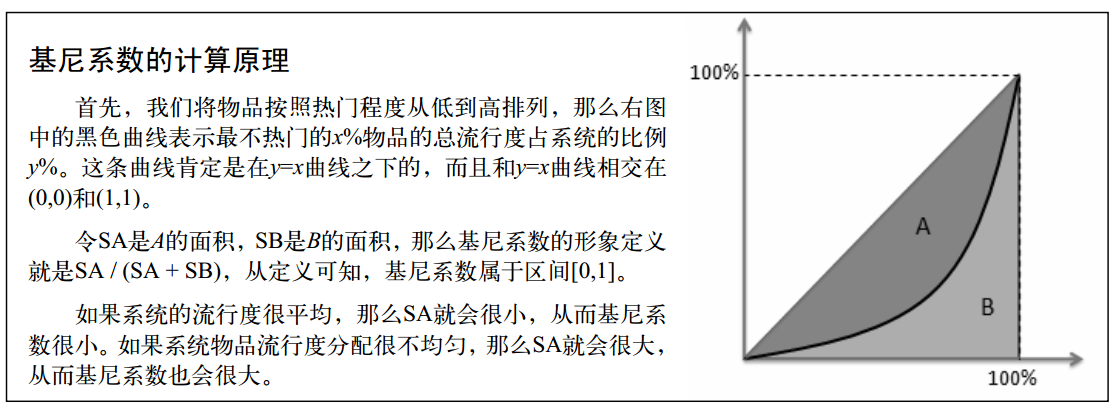 基尼系数的计算原理
首先，我们将物品按照热门程度从低到高排列，那么右图
中的黑色曲线表示最不热门的x%物品的总流行度占系统的比例
y%。这条曲线肯定是在y=x曲线之下的，而且和y=x曲线相交在
(0,0)和(1,1)。
令SA是A的面积，SB是B的面积，那么基尼系数的形象定义
就是SA / (SA + SB)，从定义可知，基尼系数属于区间[0,1]。
如果系统的流行度很平均，那么SA就会很小，从而基尼系
数很小。如果系统物品流行度分配很不均匀，那么SA就会很大，
从而基尼系数也会很大。
100%
A
B
100%